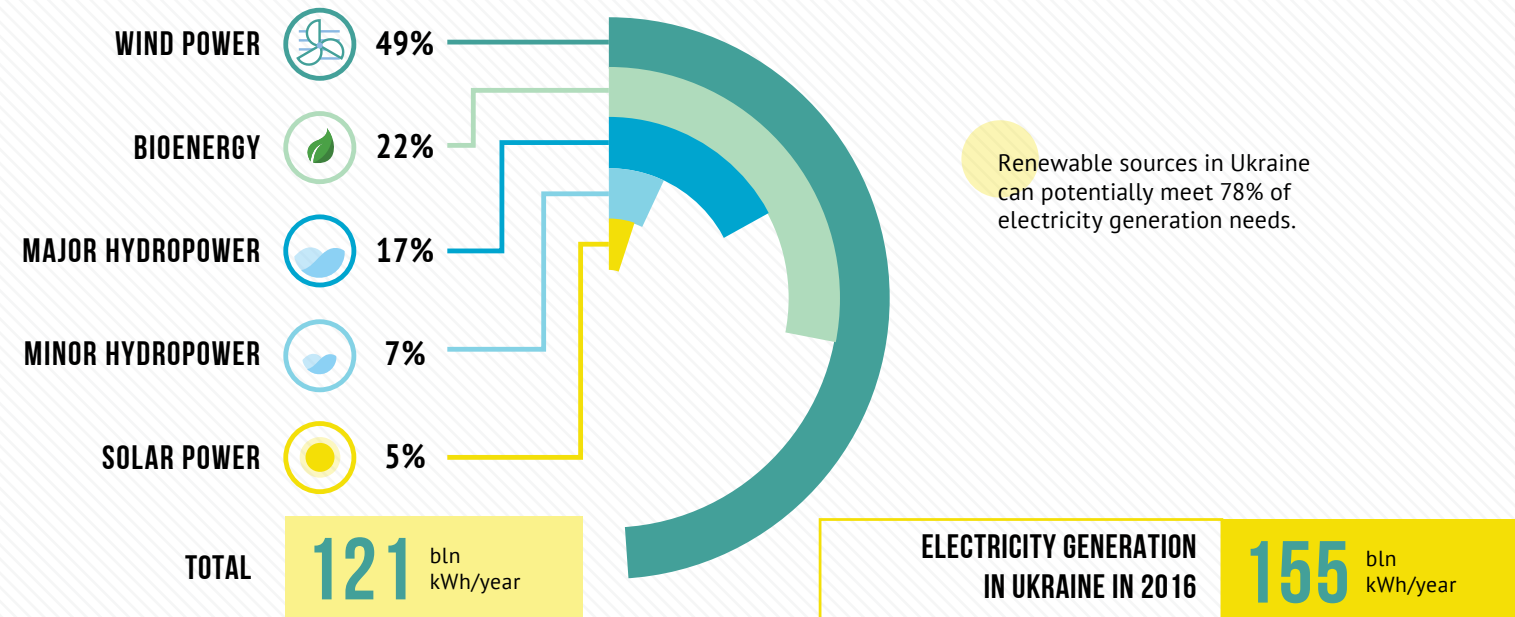 WIND POWER 49%
BIOENERGY 22%
MAJOR HYDROPOWER 17%
MINOR HYDROPOWER 7%
SOLAR POWER 5%
TOTAL 121 bln kWh/year
Renewable sources in Ukraine
can potentially meet 78% of
electricity generation needs.
ELECTRICITY GENERATION
IN UKRAINE IN 2016
155 bln kWh/year